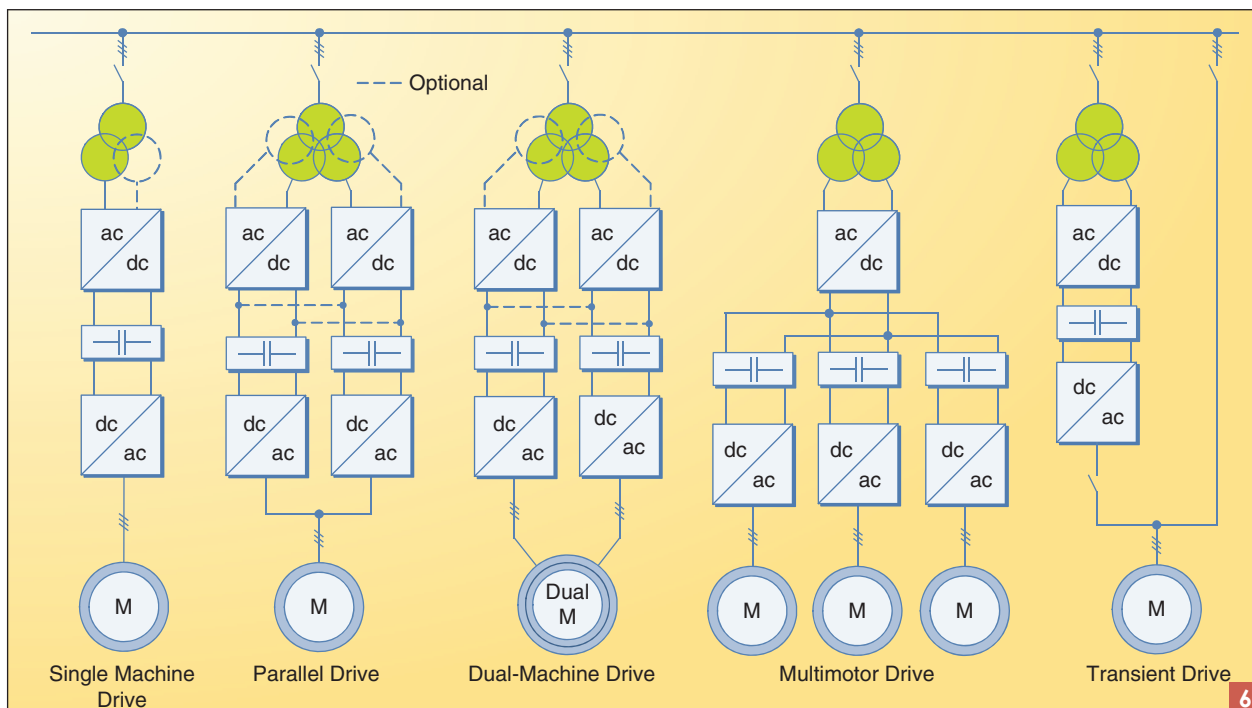 Optional
ac
dc
ac
dc
ac
dc
ac
dc
ac
dc
ac
dc
ac
dc
dc
ac
dc
ac
dc
ac
dc
ac
dc
ac
dc
ac
dc
ac
dc
ac
dc
ac
M
M
Dual
M
M
M
M
M
Single Machine
Drive
Parallel Drive
Dual-Machine Drive
Multimotor Drive
Transient Drive
6